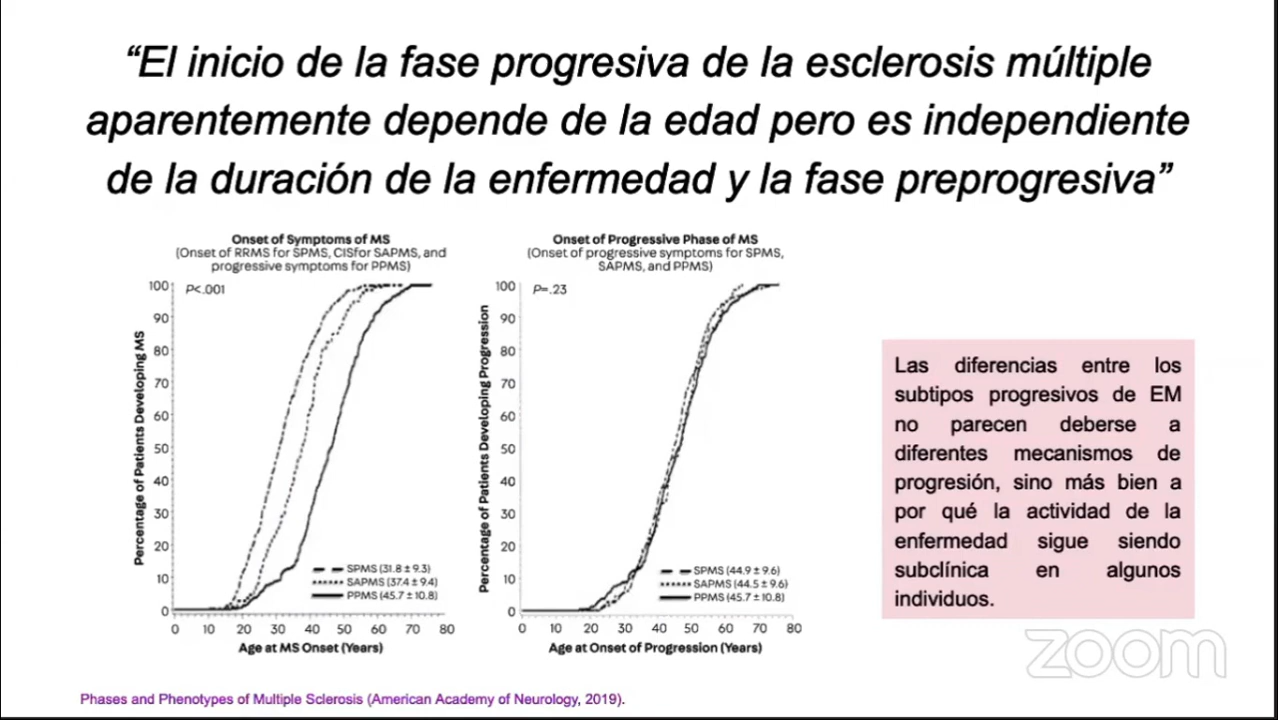 “El inicio de la fase progresiva de la esclerosis múltiple
aparentemente depende de la edad pero es independiente
de la duración de la enfermedad y la fase preprogresiva”
Onset of Symptoms of MS
(Onset of RRMS for SPMS, CISfor SAPMS, and
progressive symptoms for PPMS)
P<.001
Percentage of Patients Developing MS
100
90
80
70
60
50
40
30
20
10
0
SPMS (31.8 ± 9.3)
SAPMS (37.4 ± 9.4)
PPMS (45.7 ± 10.8)
0 10 20 30 40 50 60 70 80
Age at MS Onset (Years)
Onset of Progressive Phase of MS
(Onset of progressive symptoms for SPMS,
SAPMS, and PPMS)
P=.23
Percentage of Patients Developing Progression
100
90
80
70
60
50
40
30
20
10
0
SPMS (44.9 ± 9.6)
SAPMS (44.5 ± 9.6)
PPMS (45.7 ± 10.8)
0 10 20 30 40 50 60 70 80
Age at Onset of Progression (Years)
Las diferencias entre los
subtipos progresivos de EM
no parecen deberse a
diferentes mecanismos de
progresión, sino más bien a
por qué la actividad de la
enfermedad sigue siendo
subclínica en algunos
individuos.
zoom
Phases and Phenotypes of Multiple Sclerosis (American Academy of Neurology, 2019).